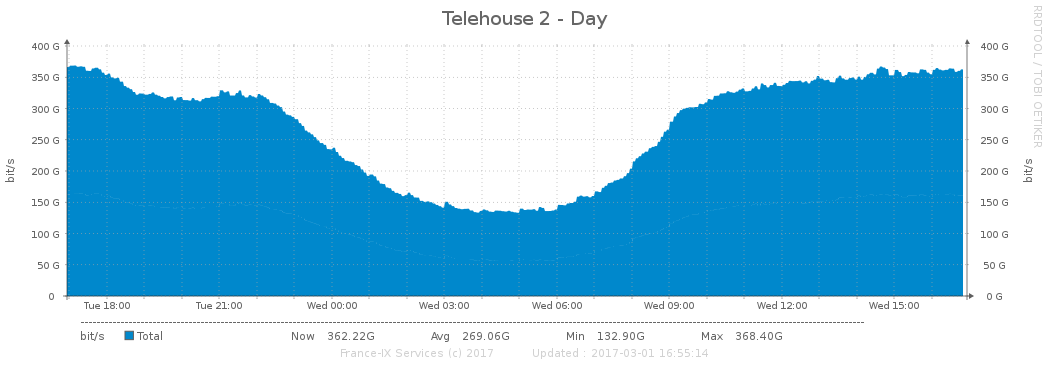 Telehouse 2 - Day
RRDTOOL / TOBI OETIKER
bit/s
400 G 400 G
350 G 350 G
300 G 300 G
250 G 250 G
200 G 200 G
150 G 150 G
100 G 100 G
50 G 50 G
0 0 G
bit/s
Tue 18:00 Tue 21:00 Wed 00:00 Wed 03:00 Wed 06:00 Wed 09:00 Wed 12:00 Wed 15:00
bit/s Total Now 362.22G Avg 269.06G Min 132.90G Max 368.40G
France-IX Services (c) 2017 Updated : 2017-03-01 16:55:14